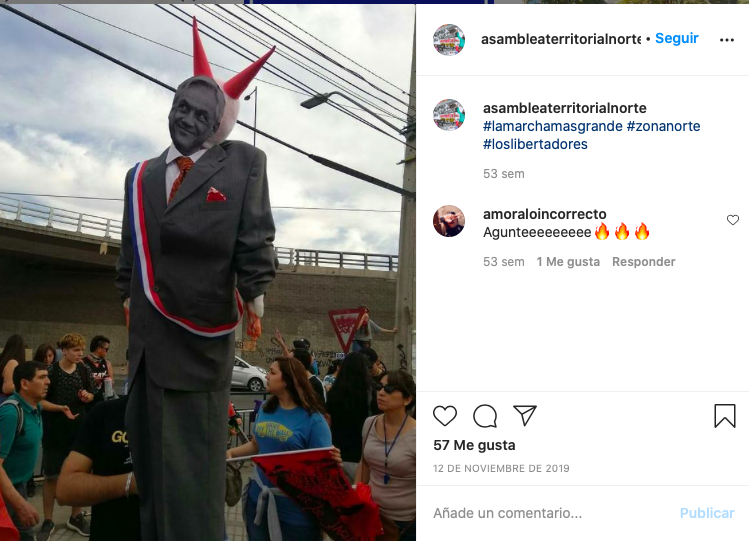 asambleaterritorialnorte • Seguir
asambleaterritorialnorte
#lamarchamasgrande #zonanorte
#loslibertadores
53 sem
amoraloincorrecto
Agunteeeeeeeee🔥🔥🔥
53 sem 1 Me gusta Responder
57 Me gusta
12 DE NOVIEMBRE DE 2019
Añade un comentario... Publicar